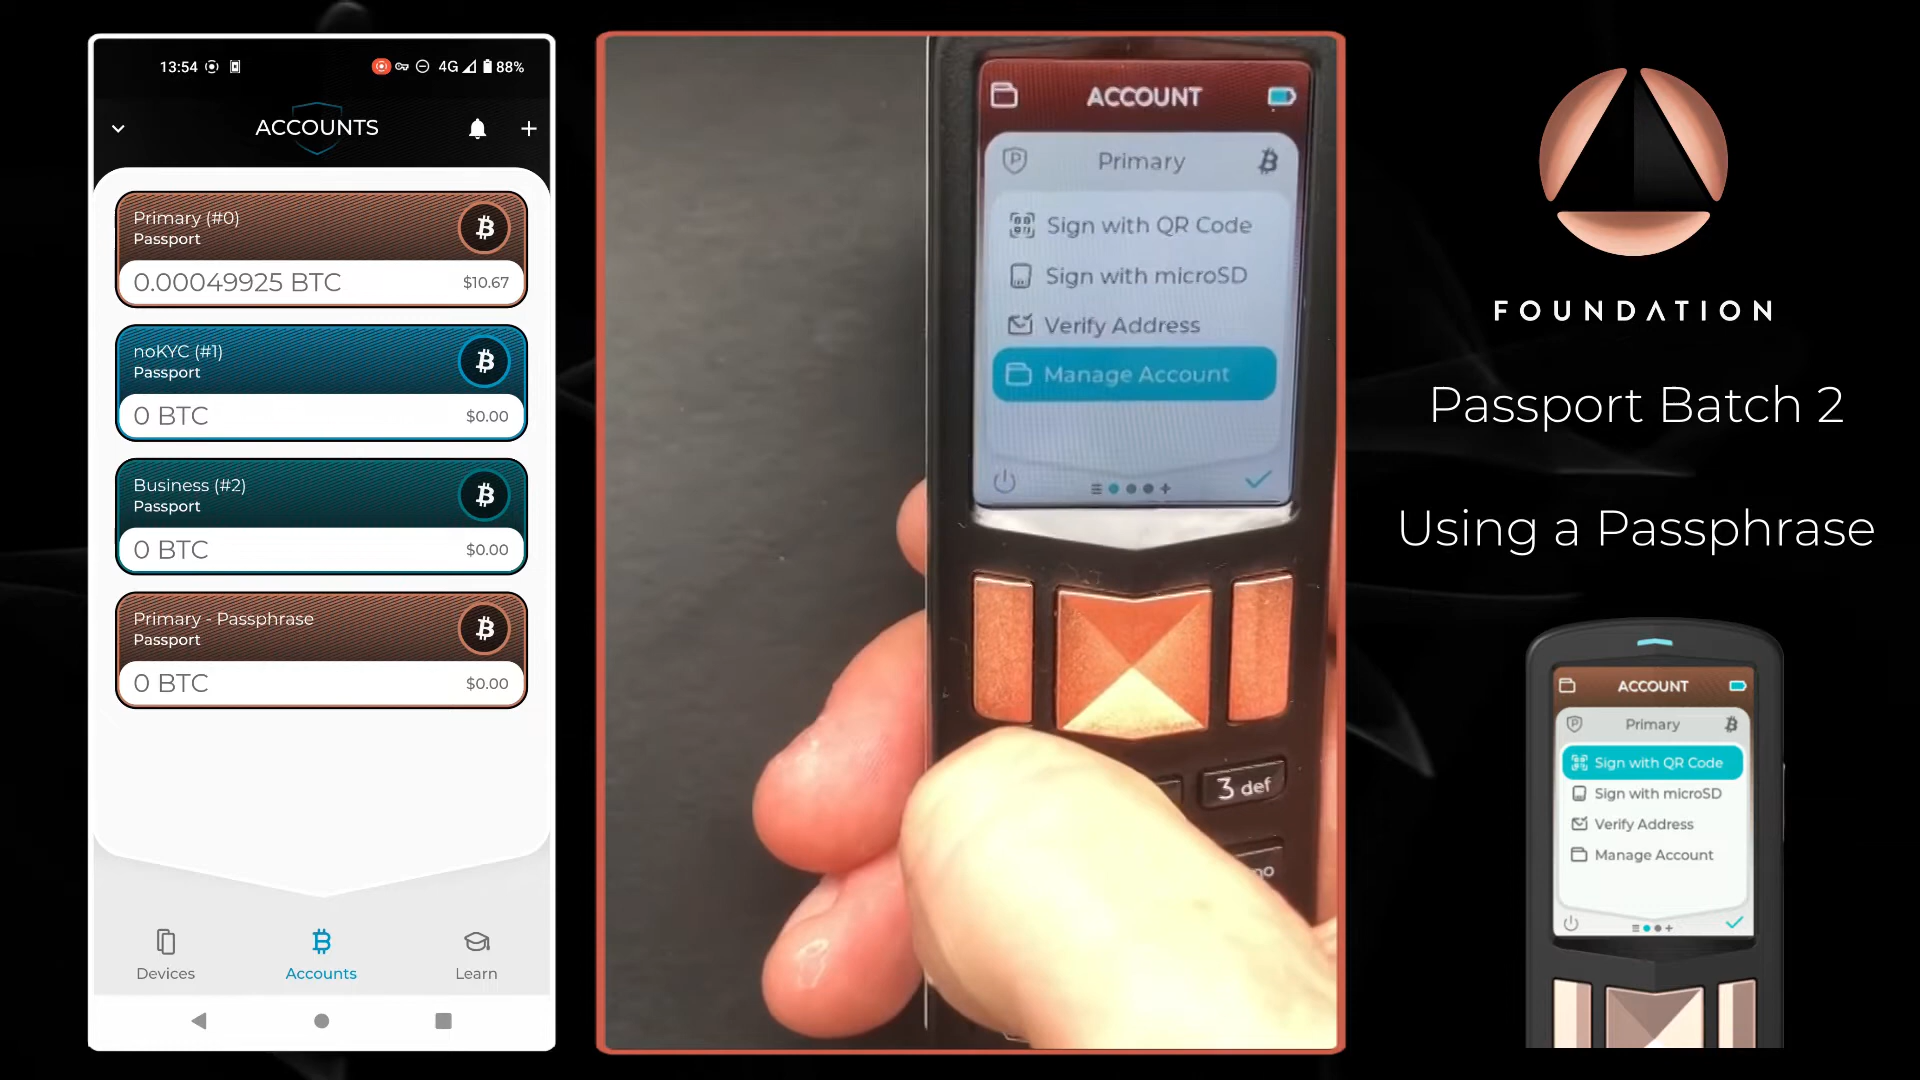 13:54
4G 88%
ACCOUNTS
Primary (#0)
Passport
0.00049925 BTC
$10.67
noKYC (#1)
Passport
0 BTC
$0.00
Business (#2)
Passport
0 BTC
$0.00
Primary - Passphrase
Passport
0 BTC
$0.00
Devices
Accounts
Learn
ACCOUNT
Primary
Sign with QR Code
Sign with microSD
Verify Address
Manage Account
3 def
FOUNDATION
Passport Batch 2
Using a Passphrase
ACCOUNT
Primary
Sign with QR Code
Sign with microSD
Verify Address
Manage Account